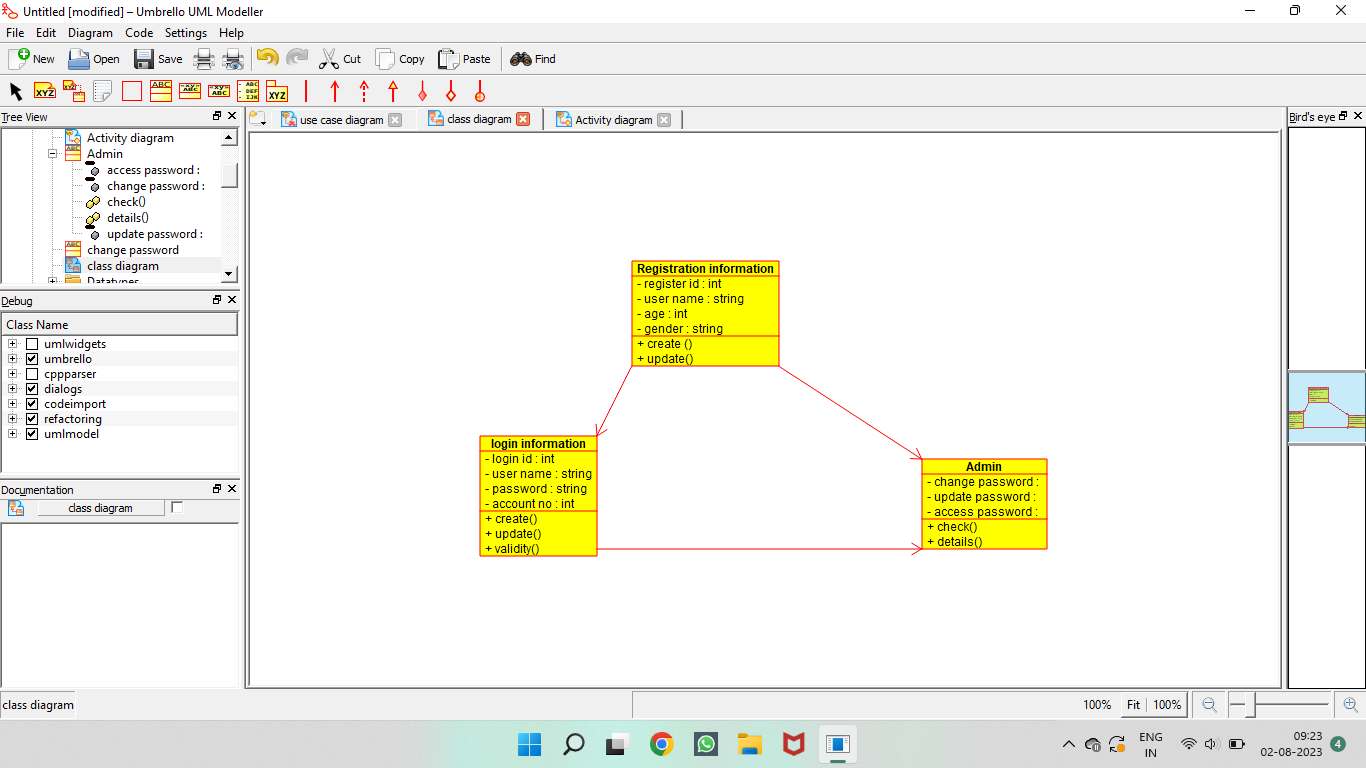 Untitled [modified] – Umbrello UML Modeller
File Edit Diagram Code Settings Help
New Open Save Cut Copy Paste Find
Tree View
use case diagram
class diagram
Activity diagram
Bird's eye
Activity diagram
Admin
access password :
change password :
check()
details()
update password :
change password
class diagram
Datatypes
Debug
Class Name
umlwidgets
umbrello
cppparser
dialogs
codeimport
refactoring
umlmodel
Documentation
class diagram
Registration information
- register id : int
- user name : string
- age : int
- gender : string
+ create ()
+ update()
login information
- login id : int
- user name : string
- password : string
- account no : int
+ create()
+ update()
+ validity()
Admin
- change password :
- update password :
- access password :
+ check()
+ details()
class diagram
100% Fit 100%
ENG
IN
09:23
02-08-2023
4